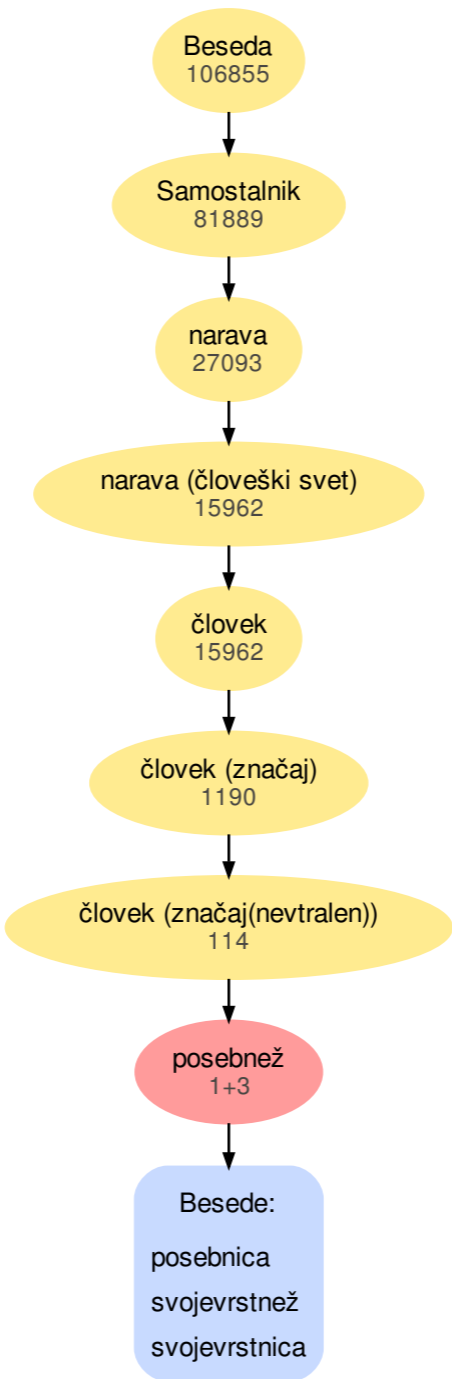 Beseda
106855
Samostalnik
81889
narava
27093
narava (človeški svet)
15962
človek
15962
človek (značaj)
1190
človek (značaj(nevtralen))
114
posebnež
1+3
Besede:
posebnica
svojevrstnež
svojevrstnica